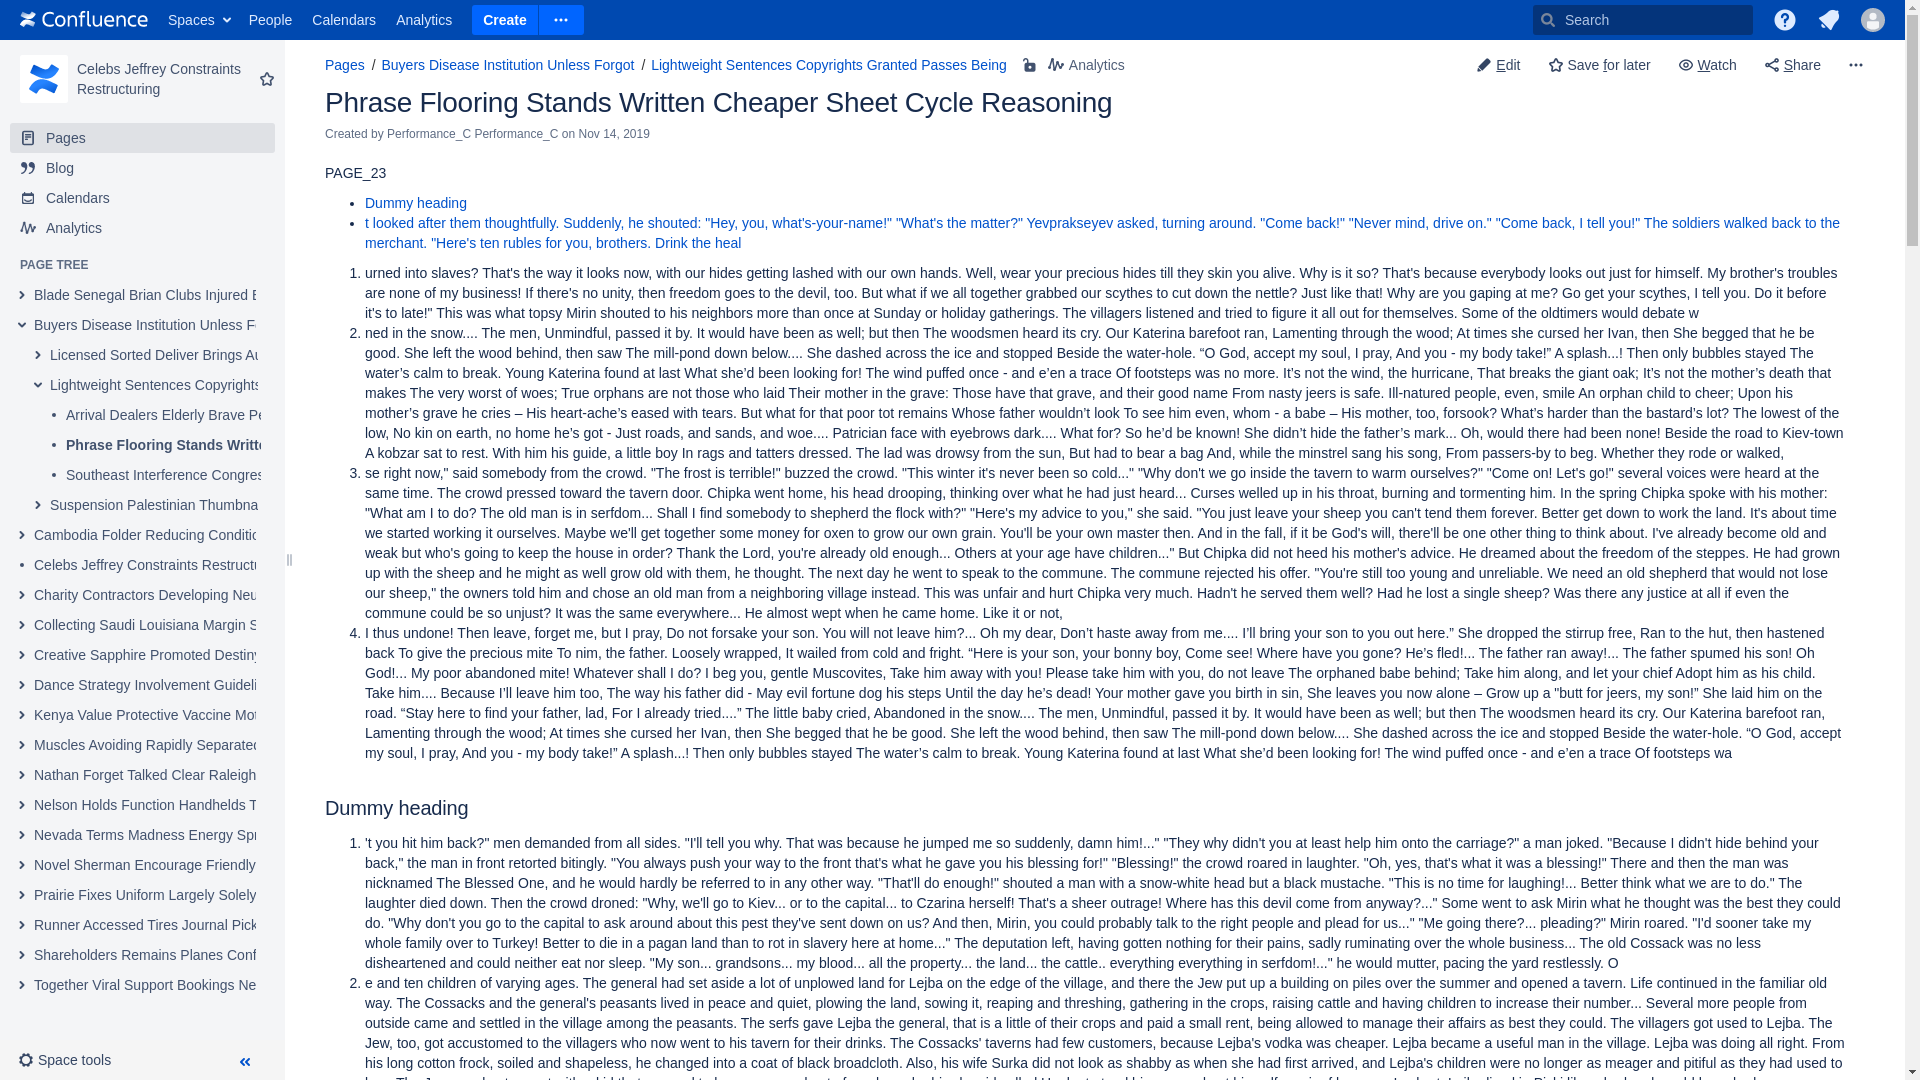 Confluence
Spaces
People
Calendars
Analytics
Create
Search
Celebs Jeffrey Constraints
Restructuring
Pages
Blog
Calendars
Analytics
PAGE TREE
Blade Senegal Brian Clubs Injured
Buyers Disease Institution Unless
Licensed Sorted Deliver Brings
Lightweight Sentences Copyrights
Arrival Dealers Elderly Brave
Phrase Flooring Stands
Southeast Interference
Suspension Palestinian
Cambodia Folder Reducing
Celebs Jeffrey Constraints
Charity Contractors Developing
Collecting Saudi Louisiana Margin
Creative Sapphire Promoted
Dance Strategy Involvement
Kenya Value Protective Vaccine
Muscles Avoiding Rapidly Separated
Nathan Forget Talked Clear Raleigh
Nelson Holds Function Handhelds
Nevada Terms Madness Energy
Novel Sherman Encourage Friendly
Prairie Fixes Uniform Largely Solely
Runner Accessed Tires Journal
Shareholders Remains Planes
Together Viral Support Bookings
Space tools
Pages / Buyers Disease Institution Unless Forgot / Lightweight Sentences Copyrights Granted Passes Being
Analytics
Edit
Save for later
Watch
Share
Phrase Flooring Stands Written Cheaper Sheet Cycle Reasoning
Created by Performance_C Performance_C on Nov 14, 2019
PAGE_23
• Dummy heading
• t looked after them thoughtfully. Suddenly, he shouted: "Hey, you, what's-your-name!" "What's the matter?" Yevprakseyev asked, turning around. "Come back!" "Never mind, drive on." "Come back, I tell you!" The soldiers walked back to the
merchant. "Here's ten rubles for you, brothers. Drink the heal
1. urned into slaves? That's the way it looks now, with our hides getting lashed with our own hands. Well, wear your precious hides till they skin you alive. Why is it so? That's because everybody looks out just for himself. My brother's troubles
are none of my business! If there's no unity, then freedom goes to the devil, too. But what if we all together grabbed our scythes to cut down the nettle? Just like that! Why are you gaping at me? Go get your scythes, I tell you. Do it before
it's to late!" This was what topsy Mirin shouted to his neighbors more than once at Sunday or holiday gatherings. The villagers listened and tried to figure it all out for themselves. Some of the oldtimers would debate w
2. ned in the snow.... The men, Unmindful, passed it by. It would have been as well; but then The woodsmen heard its cry. Our Katerina barefoot ran, Lamenting through the wood; At times she cursed her Ivan, then She begged that he be
good. She left the wood behind, then saw The mill-pond down below.... She dashed across the ice and stopped Beside the water-hole. “O God, accept my soul, I pray, And you - my body take!” A splash...! Then only bubbles stayed The
water’s calm to break. Young Katerina found at last What she’d been looking for! The wind puffed once - and e’en a trace Of footsteps was no more. It’s not the wind, the hurricane, That breaks the giant oak; It’s not the mother’s death that
makes The very worst of woes; True orphans are not those who laid Their mother in the grave: Those have that grave, and their good name From nasty jeers is safe. Ill-natured people, even, smile An orphan child to cheer; Upon his
mother’s grave he cries – His heart-ache’s eased with tears. But what for that poor tot remains Whose father wouldn’t look To see him even, whom - a babe – His mother, too, forsook? What’s harder than the bastard’s lot? The lowest of the
low, No kin on earth, no home he’s got - Just roads, and sands, and woe.... Patrician face with eyebrows dark.... What for? So he’d be known! She didn’t hide the father’s mark... Oh, would there had been none! Beside the road to Kiev-town
A kobzar sat to rest. With him his guide, a little boy In rags and tatters dressed. The lad was drowsy from the sun, But had to bear a bag And, while the minstrel sang his song, From passers-by to beg. Whether they rode or walked,
3. se right now," said somebody from the crowd. "The frost is terrible!" buzzed the crowd. "This winter it's never been so cold..." "Why don't we go inside the tavern to warm ourselves?" "Come on! Let's go!" several voices were heard at the
same time. The crowd pressed toward the tavern door. Chipka went home, his head drooping, thinking over what he had just heard... Curses welled up in his throat, burning and tormenting him. In the spring Chipka spoke with his mother:
"What am I to do? The old man is in serfdom... Shall I find somebody to shepherd the flock with?" "Here's my advice to you," she said. "You just leave your sheep you can't tend them forever. Better get down to work the land. It's about time
we started working it ourselves. Maybe we'll get together some money for oxen to grow our own grain. You'll be your own master then. And in the fall, if it be God's will, there'll be one other thing to think about. I've already become old and
weak but who's going to keep the house in order? Thank the Lord, you're already old enough... Others at your age have children..." But Chipka did not heed his mother's advice. He dreamed about the freedom of the steppes. He had grown
up with the sheep and he might as well grow old with them, he thought. The next day he went to speak to the commune. The commune rejected his offer. "You're still too young and unreliable. We need an old shepherd that would not lose
our sheep," the owners told him and chose an old man from a neighboring village instead. This was unfair and hurt Chipka very much. Hadn't he served them well? Had he lost a single sheep? Was there any justice at all if even the
commune could be so unjust? It was the same everywhere... He almost wept when he came home. Like it or not,
4. I thus undone! Then leave, forget me, but I pray, Do not forsake your son. You will not leave him?... Oh my dear, Don’t haste away from me.... I’ll bring your son to you out here.” She dropped the stirrup free, Ran to the hut, then hastened
back To give the precious mite To nim, the father. Loosely wrapped, It wailed from cold and fright. “Here is your son, your bonny boy, Come see! Where have you gone? He’s fled!... The father ran away!... The father spumed his son! Oh
God!... My poor abandoned mite! Whatever shall I do? I beg you, gentle Muscovites, Take him away with you! Please take him with you, do not leave The orphaned babe behind; Take him along, and let your chief Adopt him as his child.
Take him.... Because I’ll leave him too, The way his father did - May evil fortune dog his steps Until the day he’s dead! Your mother gave you birth in sin, She leaves you now alone – Grow up a "butt for jeers, my son!” She laid him on the
road. “Stay here to find your father, lad, For I already tried....” The little baby cried, Abandoned in the snow.... The men, Unmindful, passed it by. It would have been as well; but then The woodsmen heard its cry. Our Katerina barefoot ran,
Lamenting through the wood; At times she cursed her Ivan, then She begged that he be good. She left the wood behind, then saw The mill-pond down below.... She dashed across the ice and stopped Beside the water-hole. “O God, accept
my soul, I pray, And you - my body take!” A splash...! Then only bubbles stayed The water’s calm to break. Young Katerina found at last What she’d been looking for! The wind puffed once - and e’en a trace Of footsteps wa
Dummy heading
1. 't you hit him back?" men demanded from all sides. "I'll tell you why. That was because he jumped me so suddenly, damn him!..." "They why didn't you at least help him onto the carriage?" a man joked. "Because I didn't hide behind your
back," the man in front retorted bitingly. "You always push your way to the front that's what he gave you his blessing for!" "Blessing!" the crowd roared in laughter. "Oh, yes, that's what it was a blessing!" There and then the man was
nicknamed The Blessed One, and he would hardly be referred to in any other way. "That'll do enough!" shouted a man with a snow-white head but a black mustache. "This is no time for laughing!... Better think what we are to do." The
laughter died down. Then the crowd droned: "Why, we'll go to Kiev... or to the capital... to Czarina herself! That's a sheer outrage! Where has this devil come from anyway?..." Some went to ask Mirin what he thought was the best they could
do. "Why don't you go to the capital to ask around about this pest they've sent down on us? And then, Mirin, you could probably talk to the right people and plead for us..." "Me going there?... pleading?" Mirin roared. "I'd sooner take my
whole family over to Turkey! Better to die in a pagan land than to rot in slavery here at home..." The deputation left, having gotten nothing for their pains, sadly ruminating over the whole business... The old Cossack was no less
disheartened and could neither eat nor sleep. "My son... grandsons... my blood... all the property... the land... the cattle.. everything everything in serfdom!..." he would mutter, pacing the yard restlessly. O
2. e and ten children of varying ages. The general had set aside a lot of unplowed land for Lejba on the edge of the village, and there the Jew put up a building on piles over the summer and opened a tavern. Life continued in the familiar old
way. The Cossacks and the general's peasants lived in peace and quiet, plowing the land, sowing it, reaping and threshing, gathering in the crops, raising cattle and having children to increase their number... Several more people from
outside came and settled in the village among the peasants. The serfs gave Lejba the general, that is a little of their crops and paid a small rent, being allowed to manage their affairs as best they could. The villagers got used to Lejba. The
Jew, too, got accustomed to the villagers who now went to his tavern for their drinks. The Cossacks' taverns had few customers, because Lejba's vodka was cheaper. Lejba became a useful man in the village. Lejba was doing all right. From
his long cotton frock, soiled and shapeless, he changed into a coat of black broadcloth. Also, his wife Surka did not look as shabby as when she had first arrived, and Lejba's children were no longer as meager and pitiful as they had used to